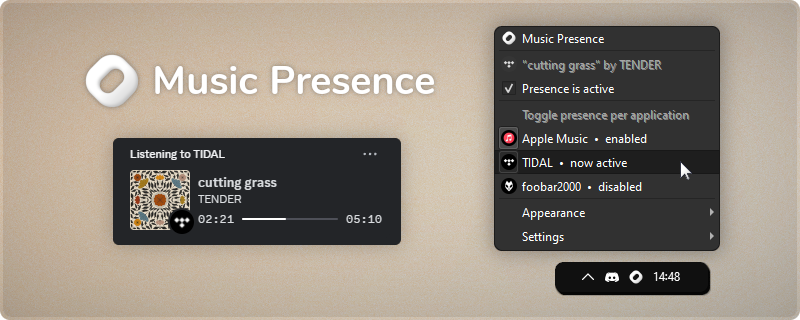 Music Presence
Listening to TIDAL
cutting grass
TENDER
02:21
05:10
Music Presence
"cutting grass" by TENDER
Presence is active
Toggle presence per application
Apple Music • enabled
TIDAL • now active
foobar2000 • disabled
Appearance
Settings
14:48